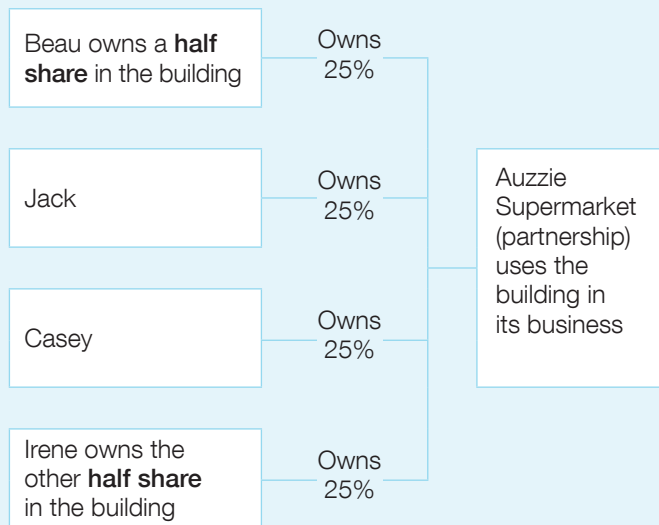 Beau owns a half
share in the building
Owns
25%
Jack
Owns
25%
Casey
Owns
25%
Irene owns the
other half share
in the building
Owns
25%
Auzzie
Supermarket
(partnership)
uses the
building in
its business